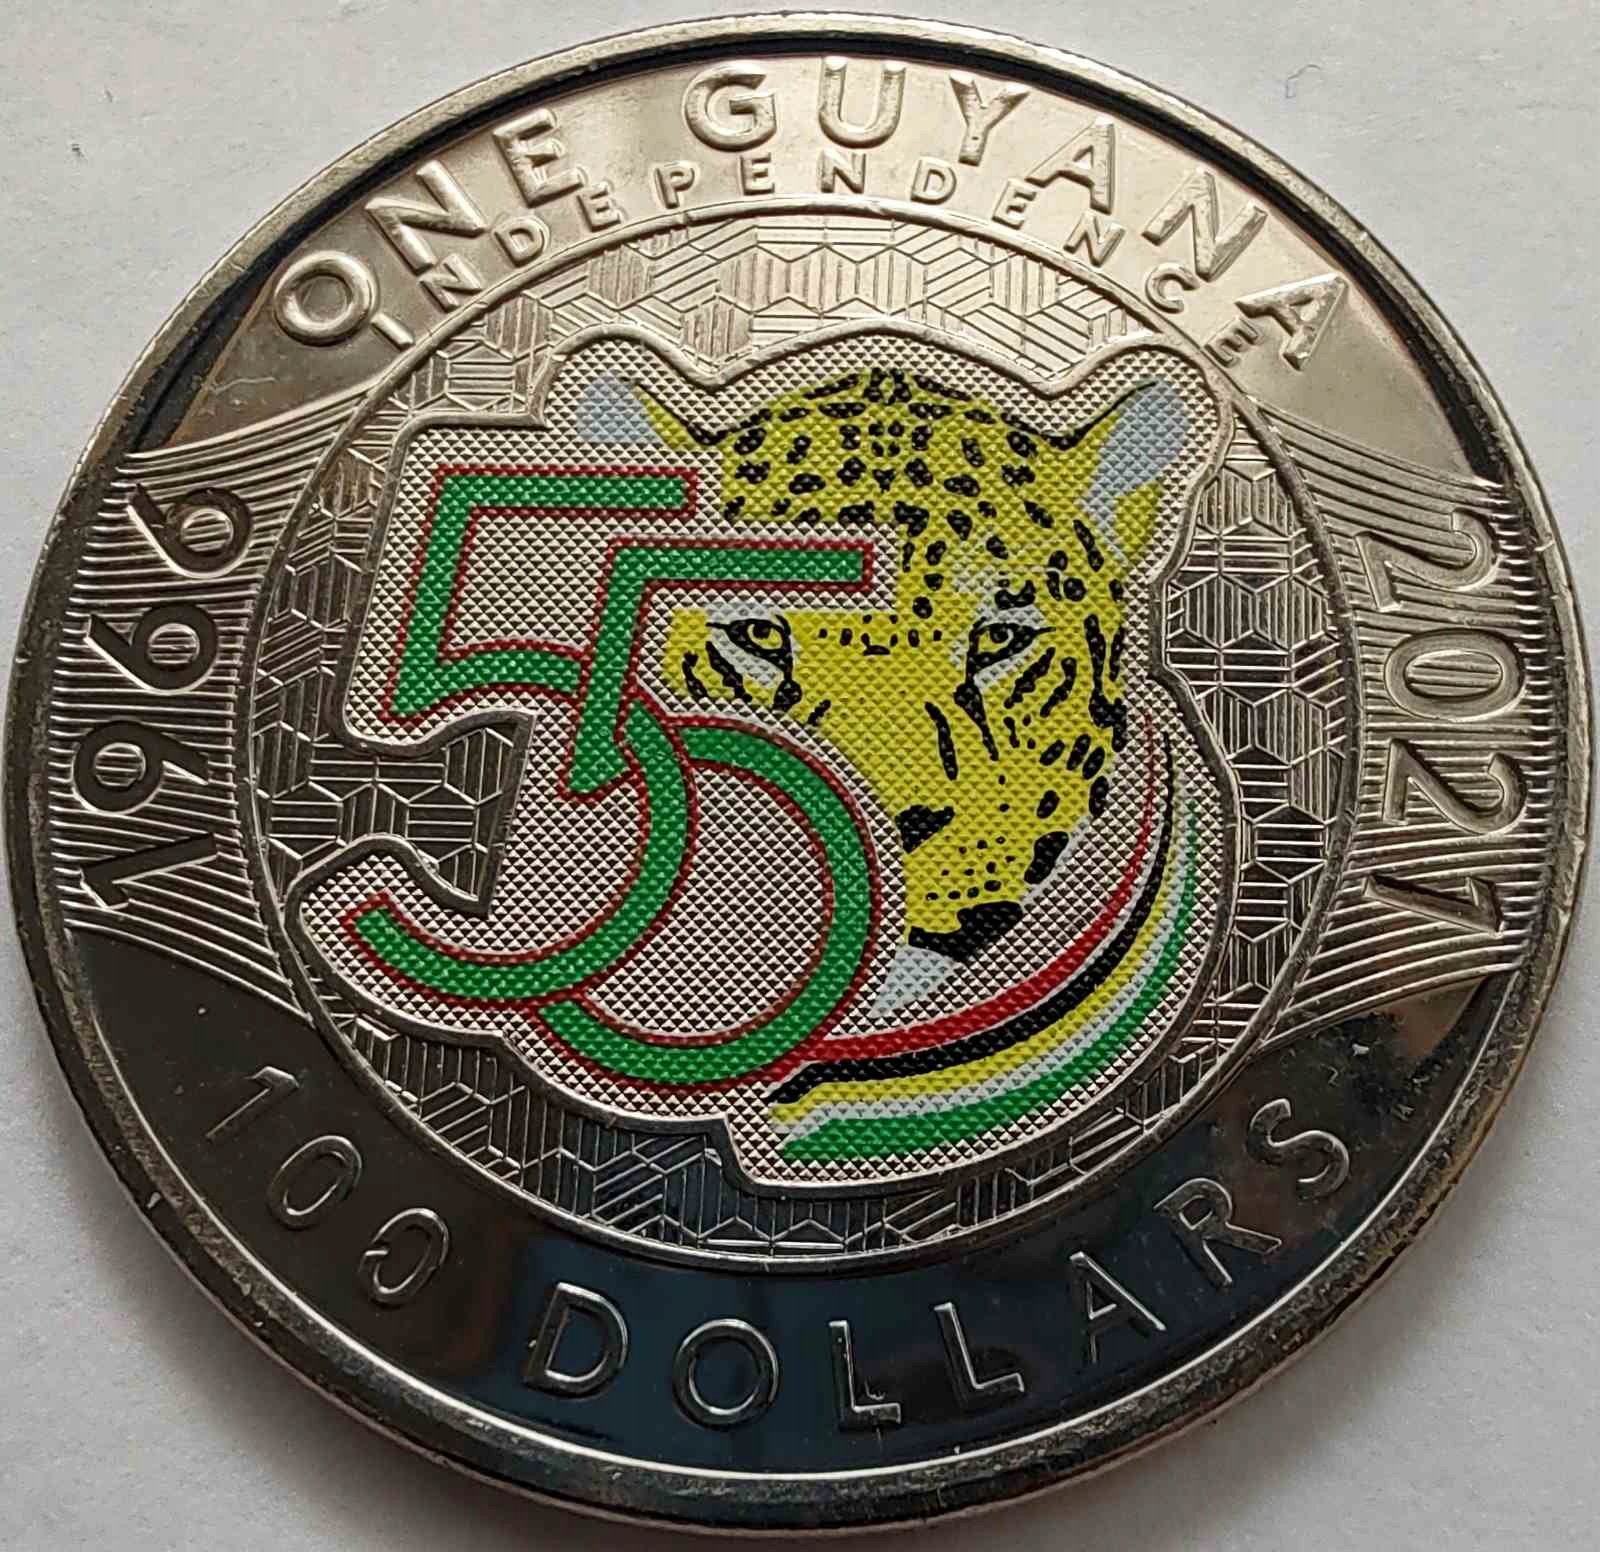 ONE GUYANA
INDEPENDENCE
1966
55
2021
100 DOLLARS